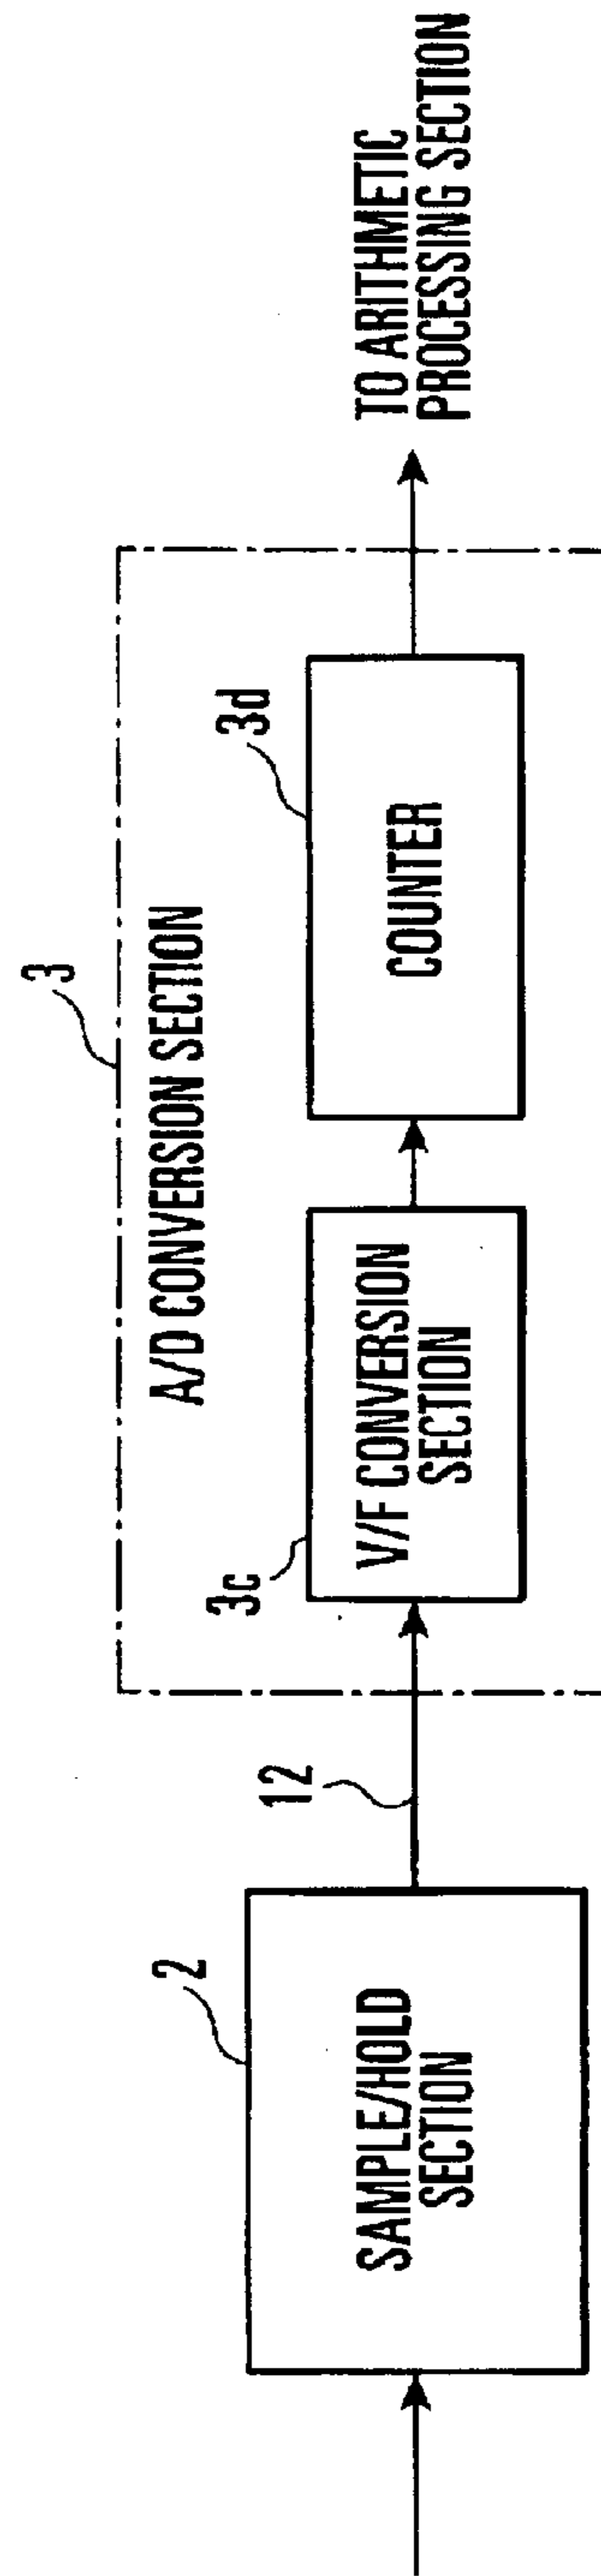 3
A/D CONVERSION SECTION
2
12
3c
3d
SAMPLE/HOLD
SECTION
V/F CONVERSION
SECTION
COUNTER
TO ARITHMETIC
PROCESSING SECTION